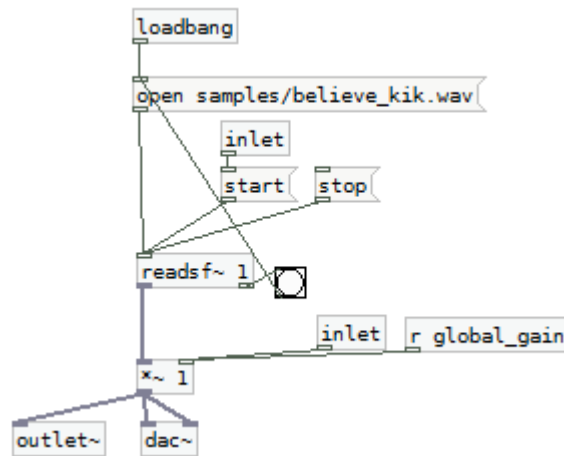 loadbang
open samples/believe_kik.wav
inlet
start
stop
readsf~ 1
inlet
r global_gain
*~ 1
outlet~
dac~